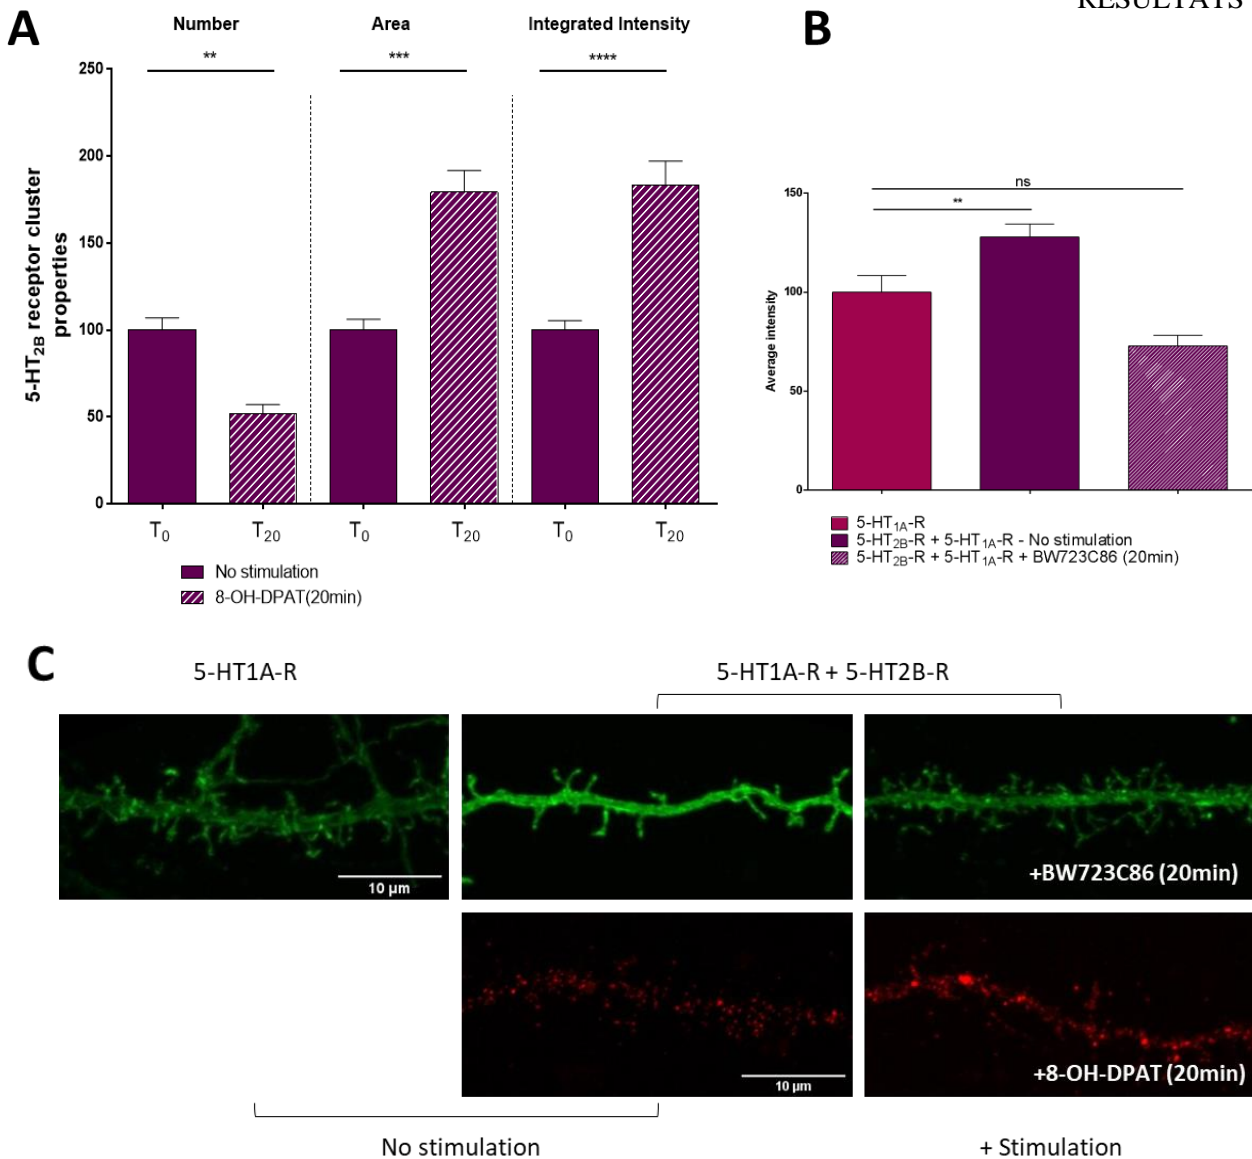 RESULTATS
A
B
Number
Area
Integrated Intensity
**
***
****
5-HT2B receptor cluster
properties
250
200
150
100
50
0
T0
T20
T0
T20
T0
T20
No stimulation
8-OH-DPAT(20min)
ns
**
Average intensity
150
100
50
0
5-HT1A-R
5-HT2B-R + 5-HT1A-R - No stimulation
5-HT2B-R + 5-HT1A-R + BW723C86 (20min)
C
5-HT1A-R
5-HT1A-R + 5-HT2B-R
10 µm
+BW723C86 (20min)
10 µm
+8-OH-DPAT (20min)
No stimulation
+ Stimulation